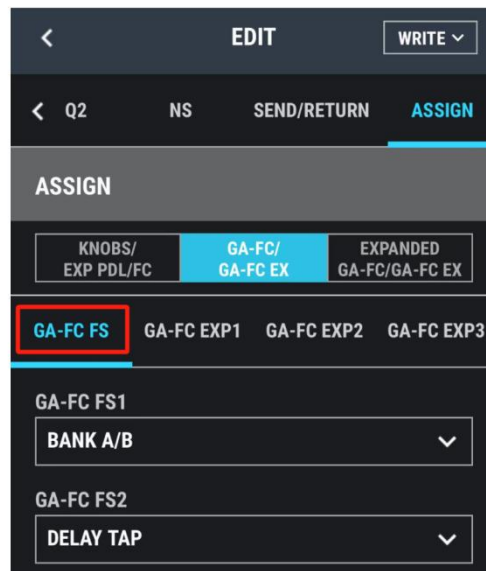 EDIT
WRITE
Q2 NS SEND/RETURN ASSIGN
ASSIGN
KNOBS/
EXP PDL/FC
GA-FC/
GA-FC EX
EXPANDED
GA-FC/GA-FC EX
GA-FC FS GA-FC EXP1 GA-FC EXP2 GA-FC EXP3
GA-FC FS1
BANK A/B
GA-FC FS2
DELAY TAP